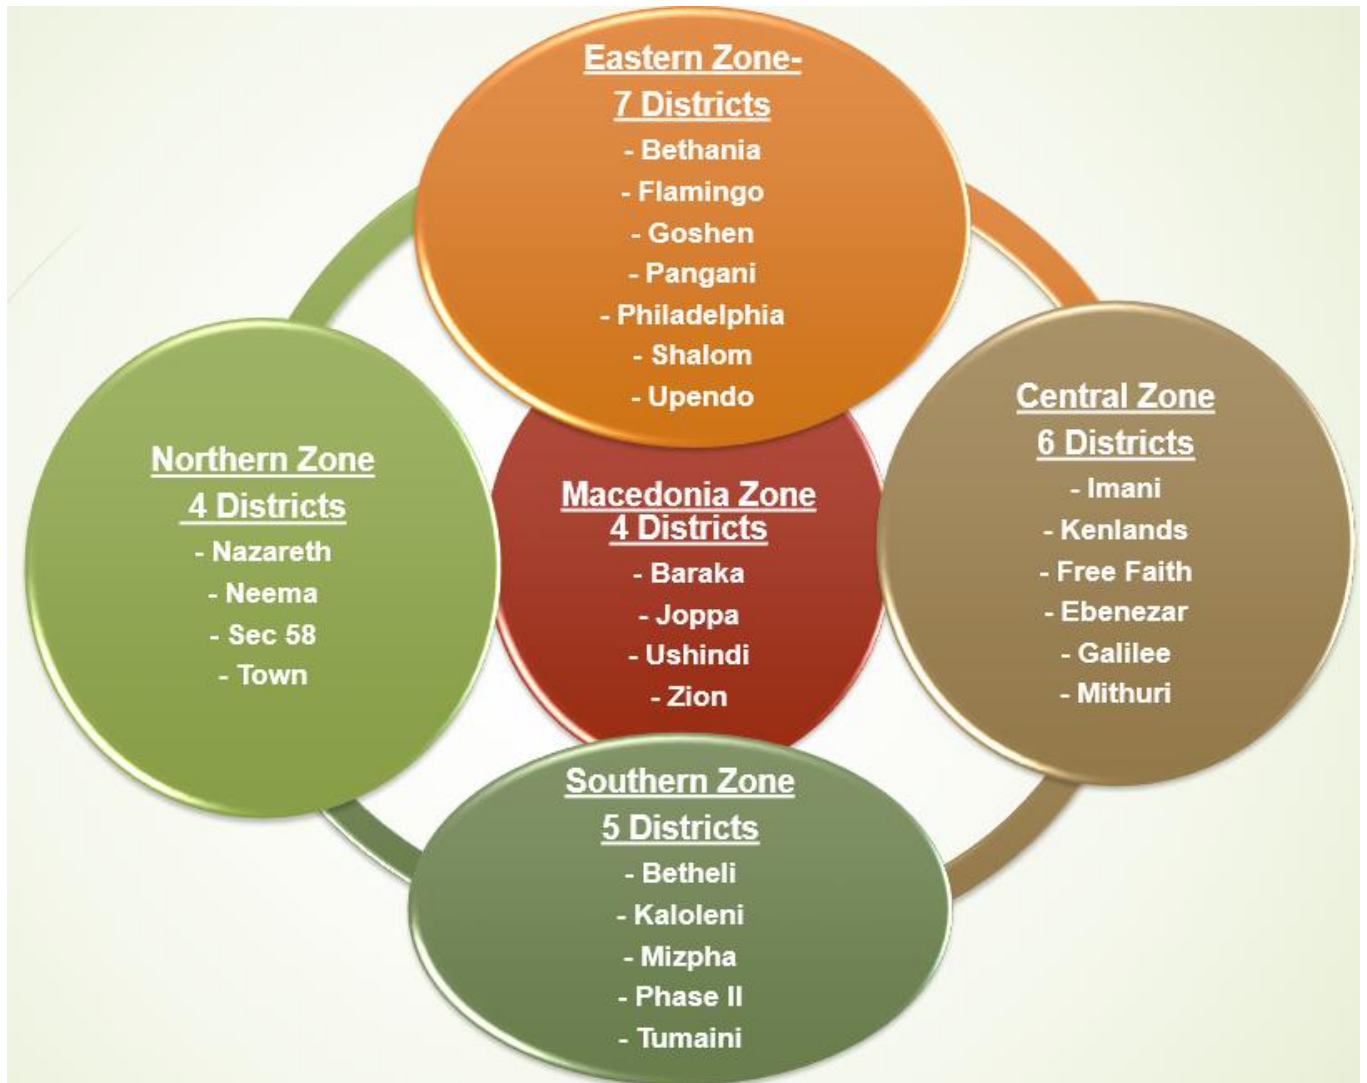 Eastern Zone-
7 Districts
- Bethania
- Flamingo
- Goshen
- Pangani
- Philadelphia
- Shalom
- Upendo
Northern Zone
4 Districts
- Nazareth
- Neema
- Sec 58
- Town
Macedonia Zone
4 Districts
- Baraka
- Joppa
- Ushindi
- Zion
Central Zone
6 Districts
- Imani
- Kenlands
- Free Faith
- Ebenezar
- Galilee
- Mithuri
Southern Zone
5 Districts
- Betheli
- Kaloleni
- Mizpha
- Phase II
- Tumaini